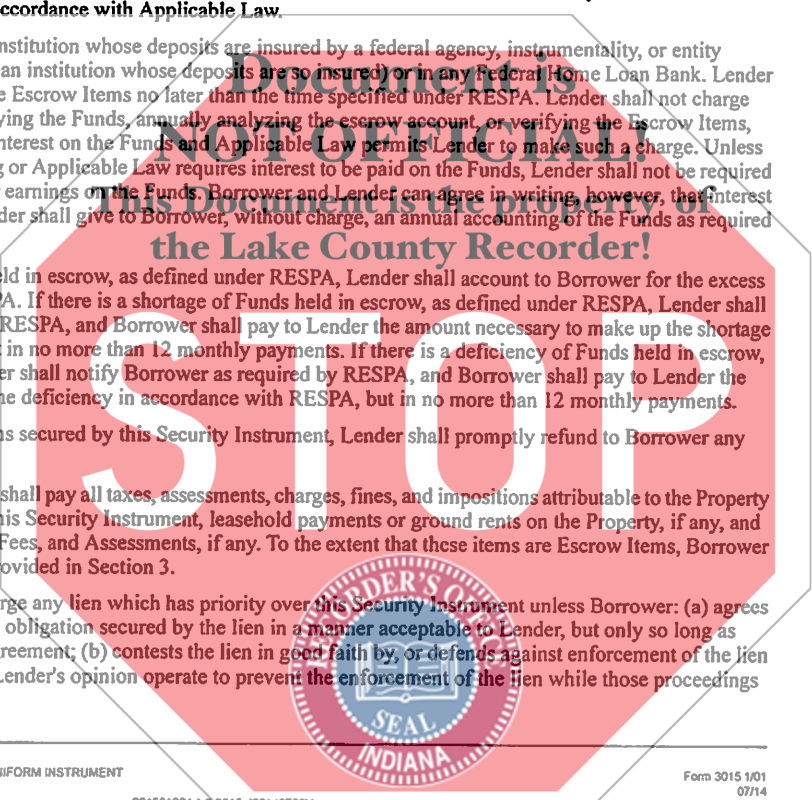 ccordance with Applicable Law.
nstitution whose deposits are insured by a federal agency, instrumentality, or entity
an institution whose deposits are so insured) or in any Federal Home Loan Bank. Lender
e Escrow Items no later than the time specified under RESPA. Lender shall not charge
ying the Funds, annually analyzing the escrow account, or verifying the Escrow Items,
nterest on the Funds and Applicable Law permits Lender to make such a charge. Unless
g or Applicable Law requires interest to be paid on the Funds, Lender shall not be required
r earnings on the Funds. Borrower and Lender can agree in writing, however, that interest
der shall give to Borrower, without charge, an annual accounting of the Funds as required
Document is
NOT OFFICIAL!
This Document is the property of
the Lake County Recorder!
eld in escrow, as defined under RESPA, Lender shall account to Borrower for the excess
PA. If there is a shortage of Funds held in escrow, as defined under RESPA, Lender shall
RESPA, and Borrower shall pay to Lender the amount necessary to make up the shortage
t in no more than 12 monthly payments. If there is a deficiency of Funds held in escrow,
er shall notify Borrower as required by RESPA, and Borrower shall pay to Lender the
he deficiency in accordance with RESPA, but in no more than 12 monthly payments.
STOP
ns secured by this Security Instrument, Lender shall promptly refund to Borrower any
shall pay all taxes, assessments, charges, fines, and impositions attributable to the Property
his Security Instrument, leasehold payments or ground rents on the Property, if any, and
Fees, and Assessments, if any. To the extent that these items are Escrow Items, Borrower
ovided in Section 3.
rge any lien which has priority over this Security Instrument unless Borrower: (a) agrees
obligation secured by the lien in a manner acceptable to Lender, but only so long as
reement; (b) contests the lien in good faith by, or defends against enforcement of the lien
Lender's opinion operate to prevent the enforcement of the lien while those proceedings
SEAL
INDIANA
NIFORM INSTRUMENT
Form 3015 1/01
07/14